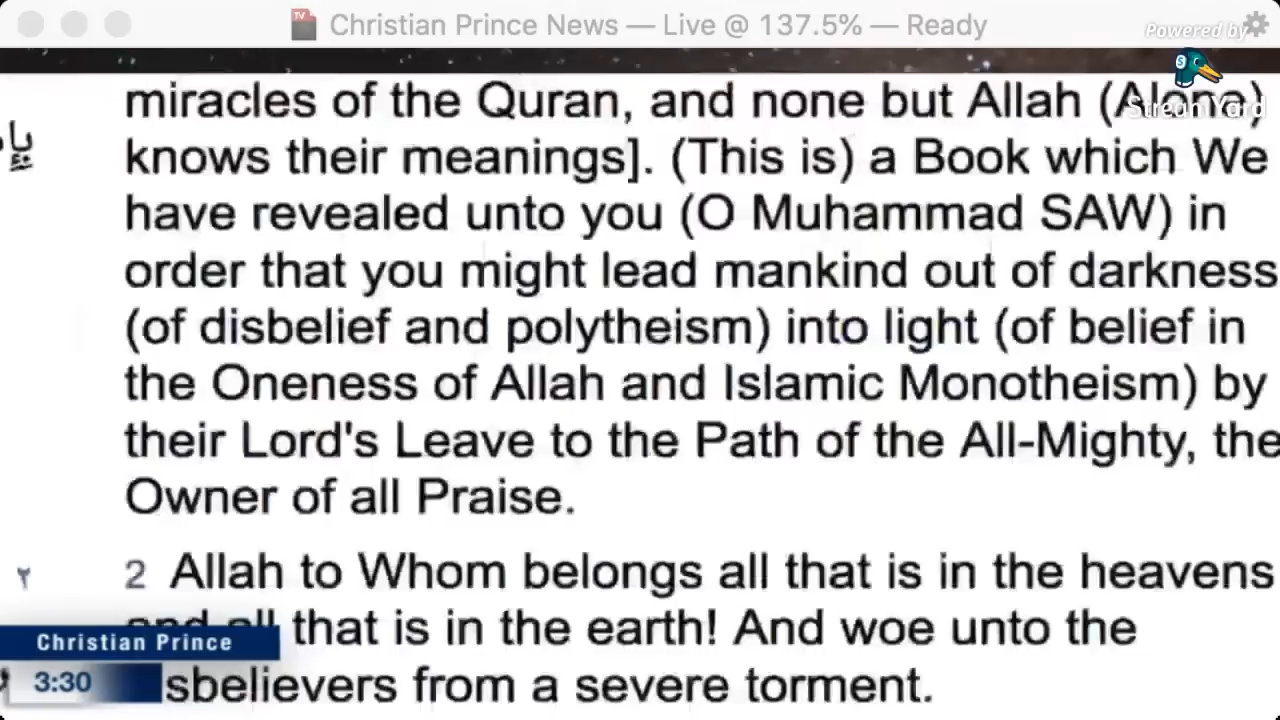 Christian Prince News — Live @ 137.5% — Ready
Powered by
StreamYard
miracles of the Quran, and none but Allah (Alone)
knows their meanings]. (This is) a Book which We
have revealed unto you (O Muhammad SAW) in
order that you might lead mankind out of darkness
(of disbelief and polytheism) into light (of belief in
the Oneness of Allah and Islamic Monotheism) by
their Lord's Leave to the Path of the All-Mighty, the
Owner of all Praise.
٢ 2 Allah to Whom belongs all that is in the heavens
and all that is in the earth! And woe unto the
sbelievers from a severe torment.
Christian Prince
3:30